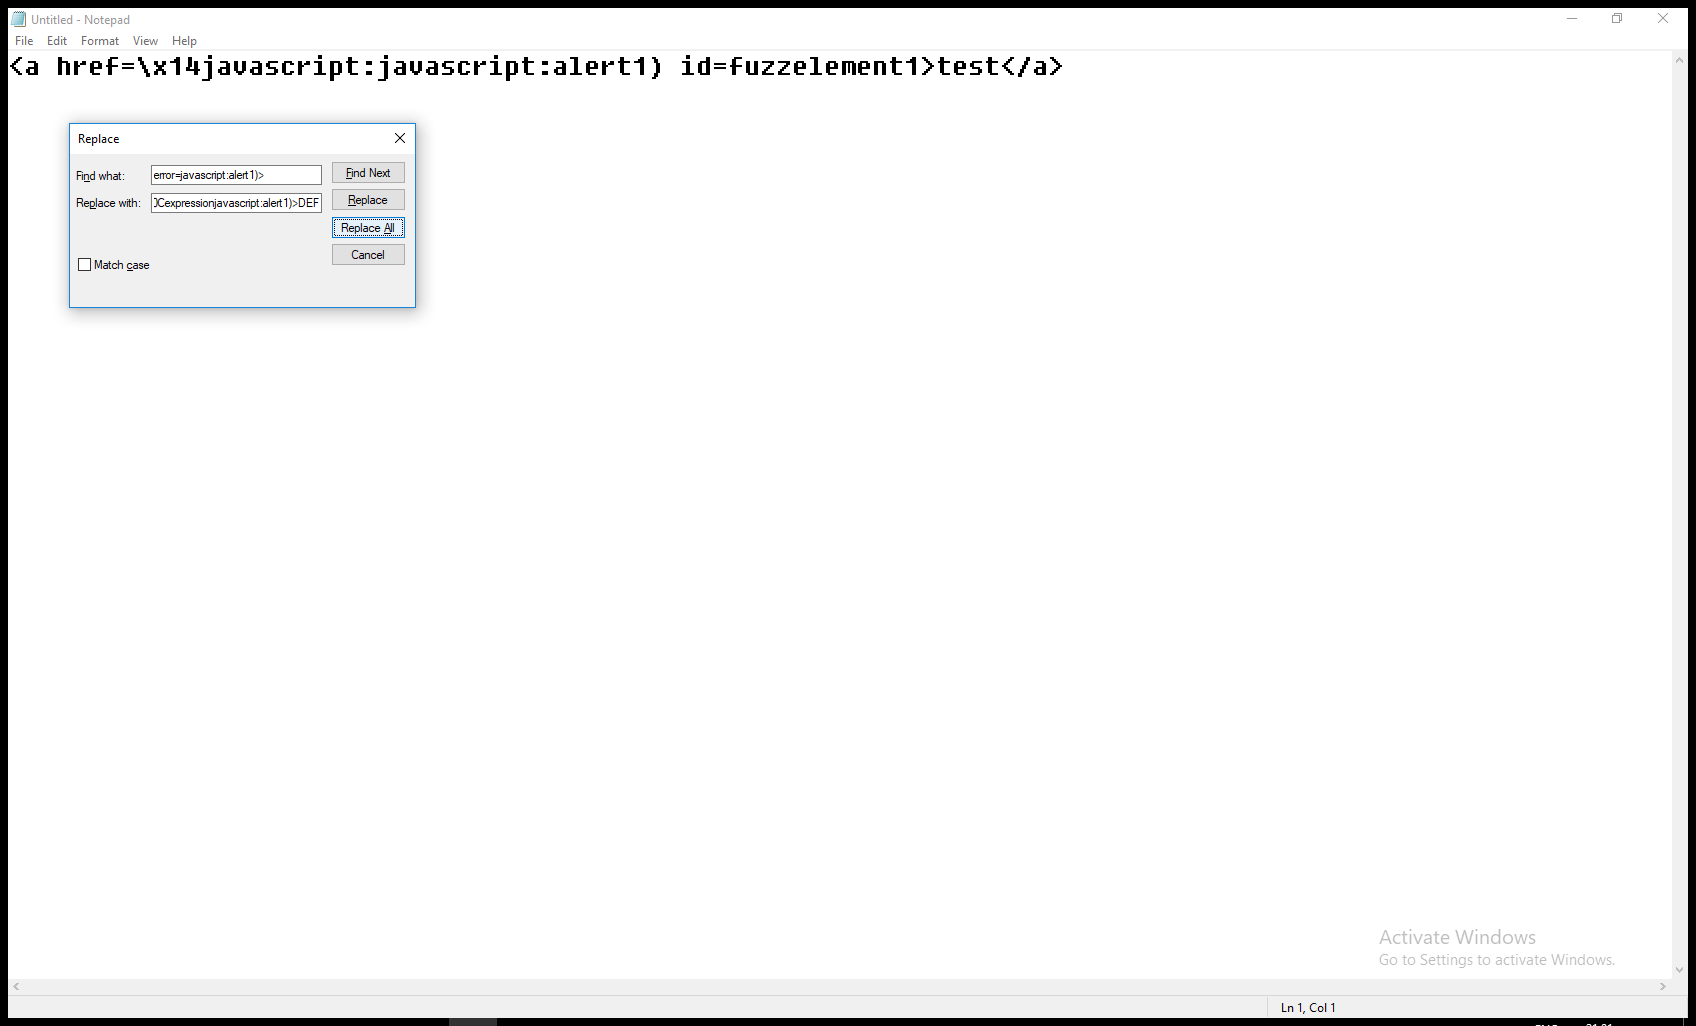 Untitled - Notepad
File Edit Format View Help
<a href=\x14javascript:javascript:alert1) id=fuzzelement1>test</a>
Replace
Find what: error=javascript:alert1)> Find Next
Replace with: Cexpressionjavascript:alert1)>DEF Replace
Replace All
Cancel
Match case
Activate Windows
Go to Settings to activate Windows.
Ln 1, Col 1